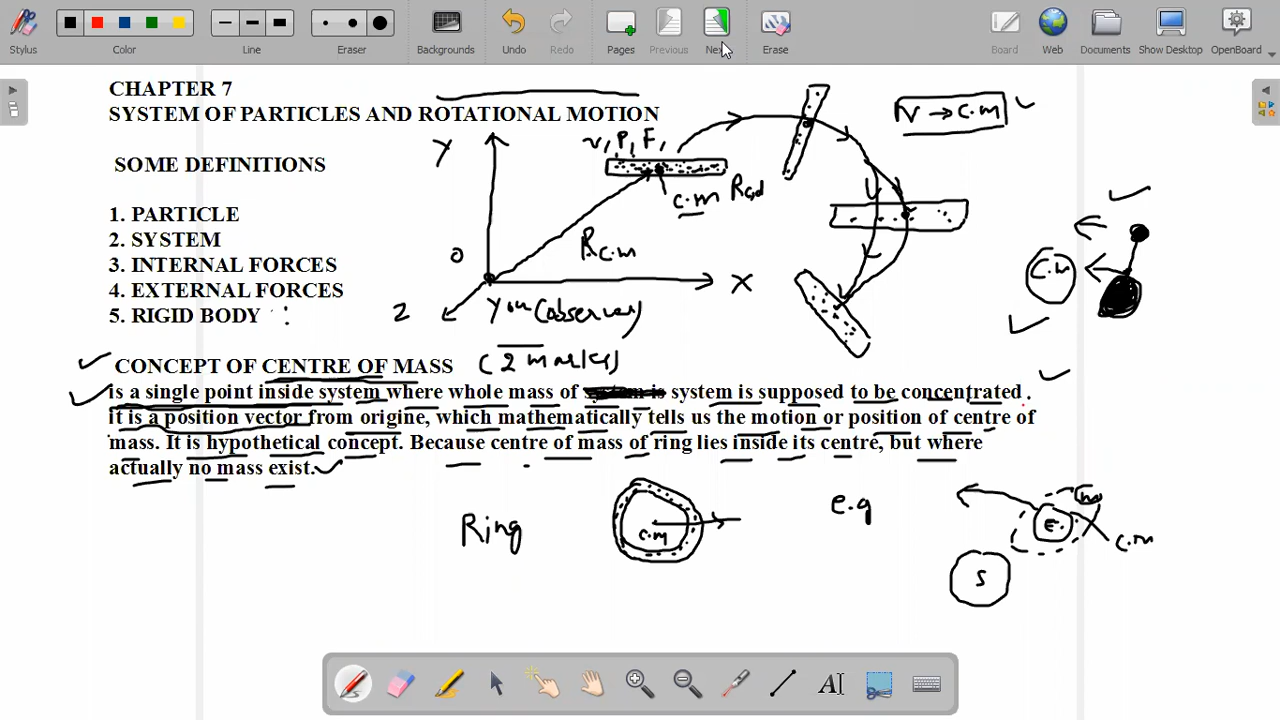 Stylus Color Line Eraser Backgrounds Undo Redo Pages Previous Next Erase Board Web Documents Show Desktop OpenBoard
CHAPTER 7
SYSTEM OF PARTICLES AND ROTATIONAL MOTION
V → C.M
Y
v, P, F,
SOME DEFINITIONS
c.m
1. PARTICLE
2. SYSTEM
O
R C.M
3. INTERNAL FORCES
C.M
4. EXTERNAL FORCES
X
5. RIGID BODY :
Z
You (observer)
CONCEPT OF CENTRE OF MASS (2 marks)
is a single point inside system where whole mass of system is supposed to be concentrated.
It is a position vector from origine, which mathematically tells us the motion or position of centre of
mass. It is hypothetical concept. Because centre of mass of ring lies inside its centre, but where
actually no mass exist.
Ring
c.m
e.g
E.
m
c.m
S